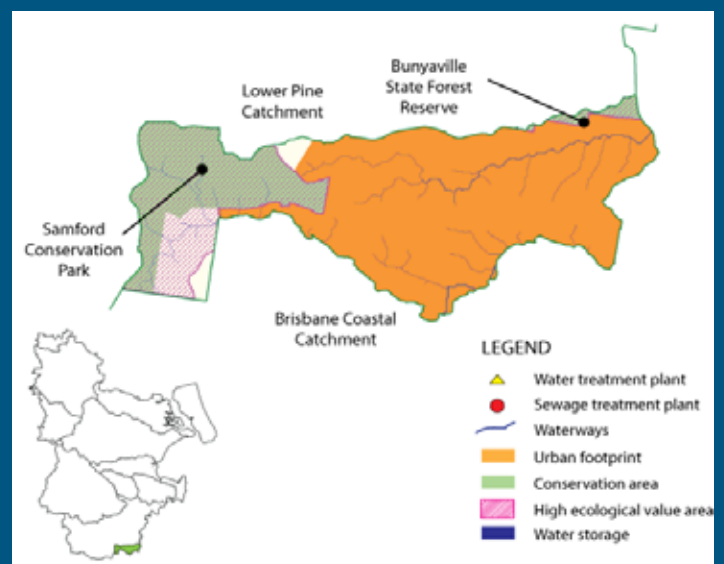 Bunyaville
State Forest
Reserve
Lower Pine
Catchment
Samford
Conservation
Park
Brisbane Coastal
Catchment
LEGEND
Water treatment plant
Sewage treatment plant
Waterways
Urban footprint
Conservation area
High ecological value area
Water storage